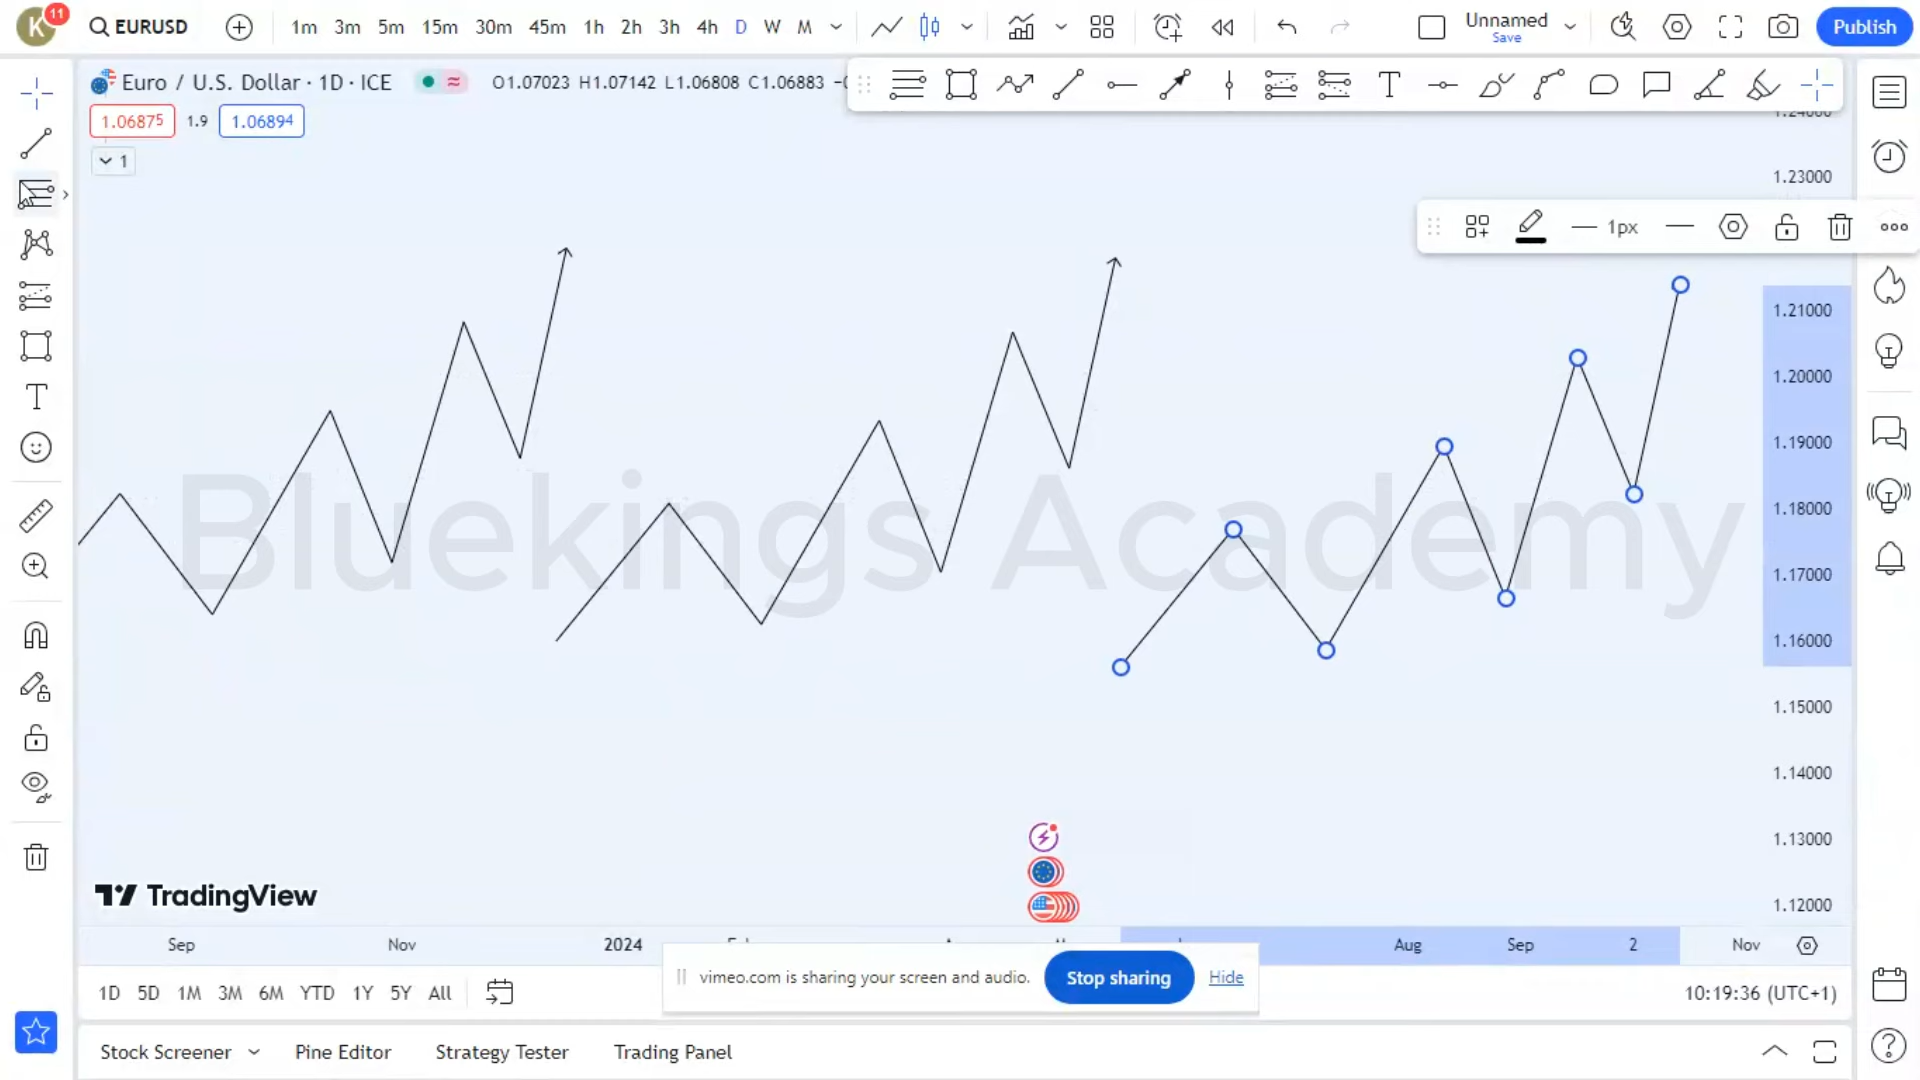 K
11
EURUSD
1m 3m 5m 15m 30m 45m 1h 2h 3h 4h D W M
Unnamed
Save
Publish
Euro / U.S. Dollar · 1D · ICE
O1.07023 H1.07142 L1.06808 C1.06883
1.06875 1.9 1.06894
1
1px
1.23000
1.21000
1.20000
1.19000
1.18000
1.17000
1.16000
1.15000
1.14000
1.13000
1.12000
Bluekings Academy
TradingView
Sep Nov 2024 Aug Sep 2 Nov
vimeo.com is sharing your screen and audio. Stop sharing Hide
1D 5D 1M 3M 6M YTD 1Y 5Y All
10:19:36 (UTC+1)
Stock Screener Pine Editor Strategy Tester Trading Panel